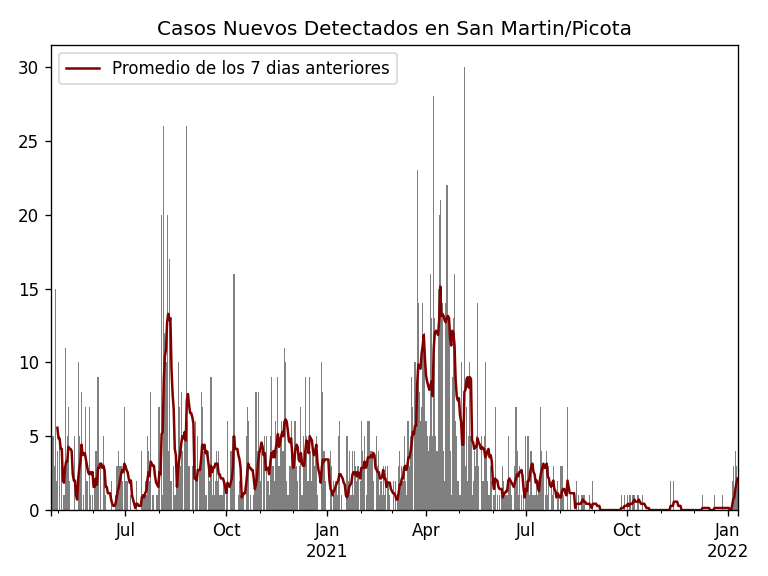 Casos Nuevos Detectados en San Martin/Picota
Promedio de los 7 dias anteriores
30
25
20
15
10
5
0
Jul
Oct
Jan
2021
Apr
Jul
Oct
Jan
2022